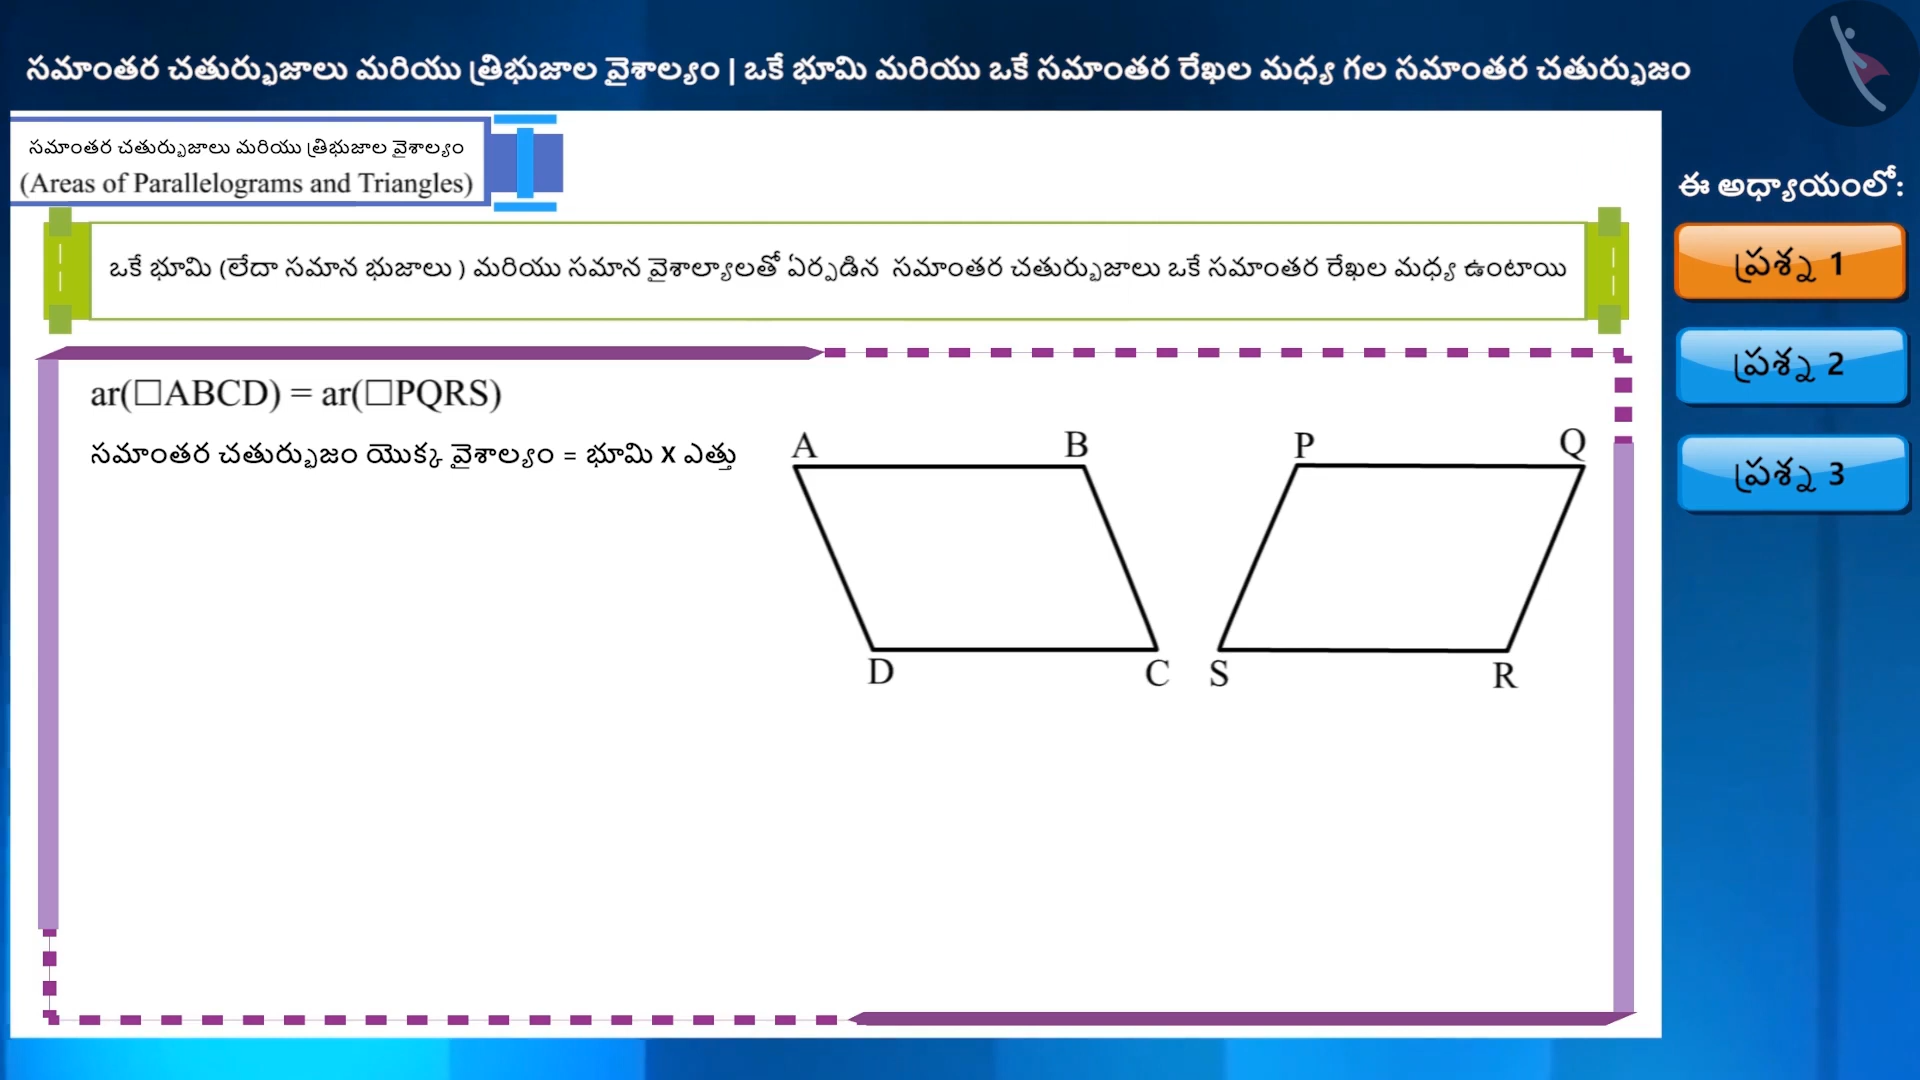 సమాంతర చతుర్భుజాలు మరియు త్రిభుజాల వైశాల్యం | ఒకే భూమి మరియు ఒకే సమాంతర రేఖల మధ్య గల సమాంతర చతుర్భుజం
సమాంతర చతుర్భుజాలు మరియు త్రిభుజాల వైశాల్యం
(Areas of Parallelograms and Triangles)
ఈ అధ్యాయంలో:
ప్రశ్న 1
ప్రశ్న 2
ప్రశ్న 3
ఒకే భూమి (లేదా సమాన భుజాలు ) మరియు సమాన వైశాల్యాలతో ఏర్పడిన సమాంతర చతుర్భుజాలు ఒకే సమాంతర రేఖల మధ్య ఉంటాయి
ar(□ABCD) = ar(□PQRS)
సమాంతర చతుర్భుజం యొక్క వైశాల్యం = భూమి X ఎత్తు
A B P Q
D C S R